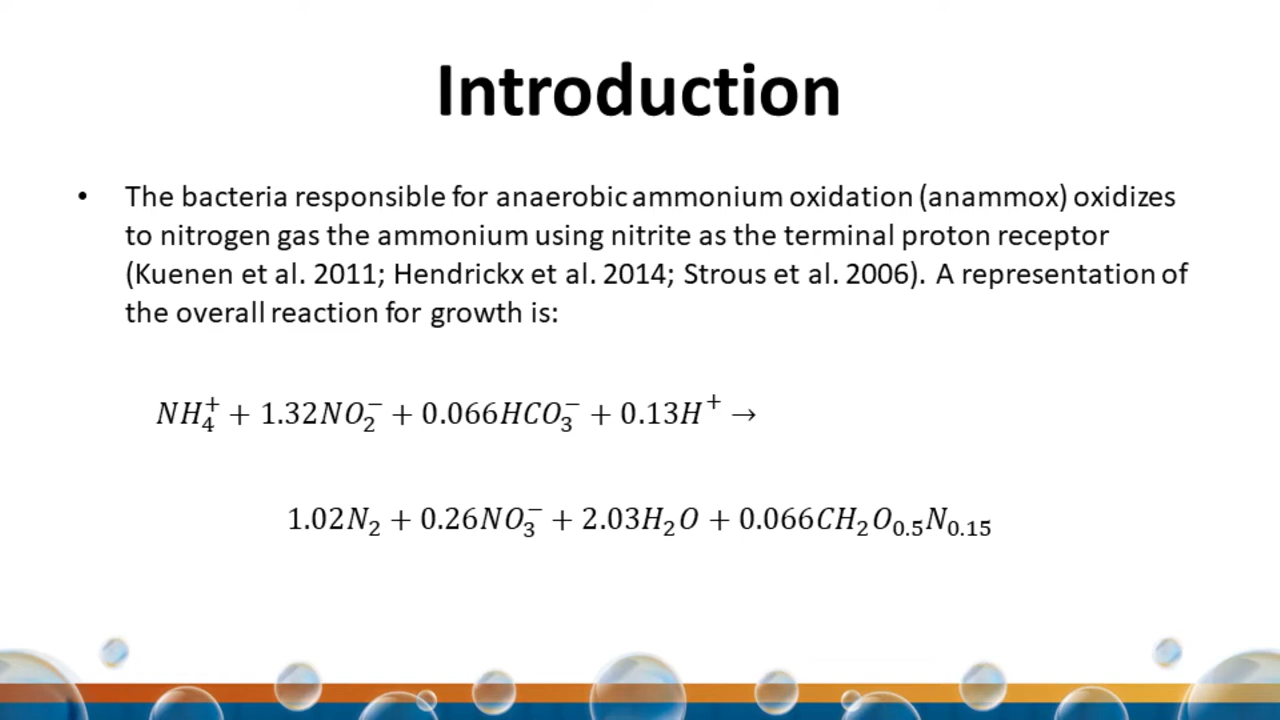 Introduction
• The bacteria responsible for anaerobic ammonium oxidation (anammox) oxidizes
to nitrogen gas the ammonium using nitrite as the terminal proton receptor
(Kuenen et al. 2011; Hendrickx et al. 2014; Strous et al. 2006). A representation of
the overall reaction for growth is:
NH₄⁺ + 1.32NO₂⁻ + 0.066HCO₃⁻ + 0.13H⁺ →
1.02N₂ + 0.26NO₃⁻ + 2.03H₂O + 0.066CH₂O₀.₅N₀.₁₅